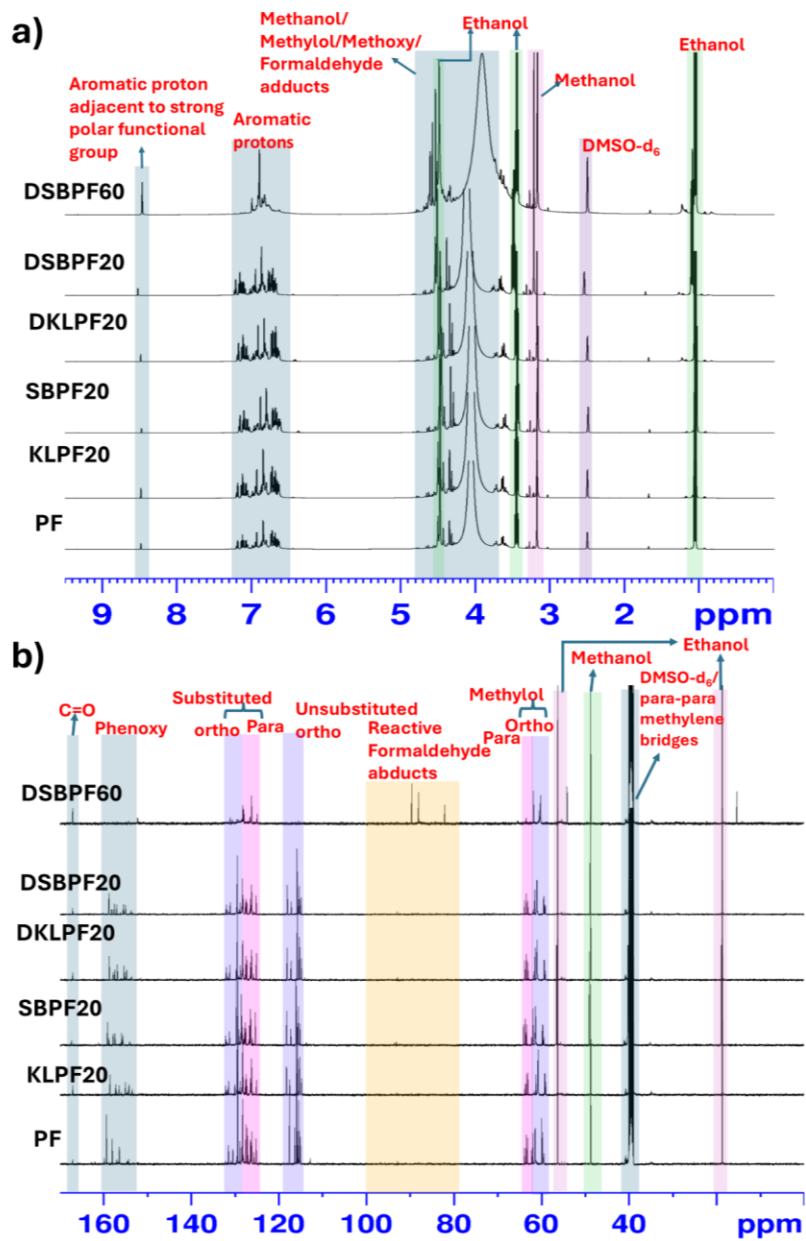 a)
Methanol/
Methylol/Methoxy/
Formaldehyde
adducts
Ethanol
Ethanol
Methanol
Aromatic proton
adjacent to strong
polar functional
group
Aromatic
protons
DMSO-d₆
DSBPF60
DSBPF20
DKLPF20
SBPF20
KLPF20
PF
9 8 7 6 5 4 3 2 ppm
b)
Ethanol
Methanol
DMSO-d₆/
para-para
methylene
bridges
C=O
Phenoxy
Substituted
ortho Para
Unsubstituted
ortho
Reactive
Formaldehyde
abducts
Methylol
Para Ortho
DSBPF60
DSBPF20
DKLPF20
SBPF20
KLPF20
PF
160 140 120 100 80 60 40 ppm